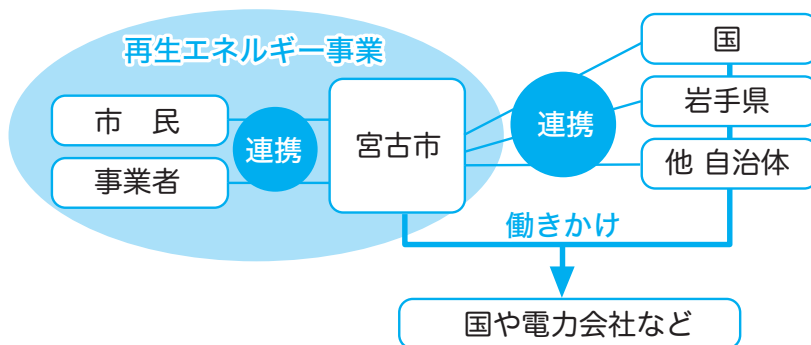 再生エネルギー事業
市　民
事業者
連携
宮古市
連携
国
岩手県
他 自治体
働きかけ
国や電力会社など